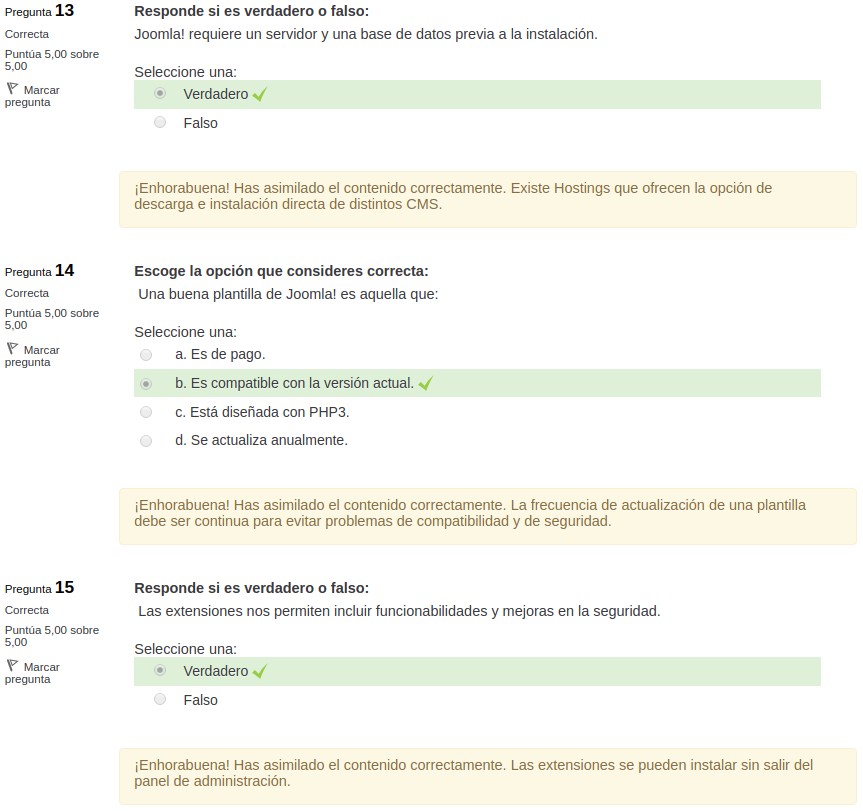 Pregunta 13
Correcta
Puntúa 5,00 sobre
5,00
Marcar
pregunta
Responde si es verdadero o falso:
Joomla! requiere un servidor y una base de datos previa a la instalación.
Seleccione una:
Verdadero
Falso
¡Enhorabuena! Has asimilado el contenido correctamente. Existe Hostings que ofrecen la opción de
descarga e instalación directa de distintos CMS.
Pregunta 14
Correcta
Puntúa 5,00 sobre
5,00
Marcar
pregunta
Escoge la opción que consideres correcta:
Una buena plantilla de Joomla! es aquella que:
Seleccione una:
a. Es de pago.
b. Es compatible con la versión actual.
c. Está diseñada con PHP3.
d. Se actualiza anualmente.
¡Enhorabuena! Has asimilado el contenido correctamente. La frecuencia de actualización de una plantilla
debe ser continua para evitar problemas de compatibilidad y de seguridad.
Pregunta 15
Correcta
Puntúa 5,00 sobre
5,00
Marcar
pregunta
Responde si es verdadero o falso:
Las extensiones nos permiten incluir funcionabilidades y mejoras en la seguridad.
Seleccione una:
Verdadero
Falso
¡Enhorabuena! Has asimilado el contenido correctamente. Las extensiones se pueden instalar sin salir del
panel de administración.